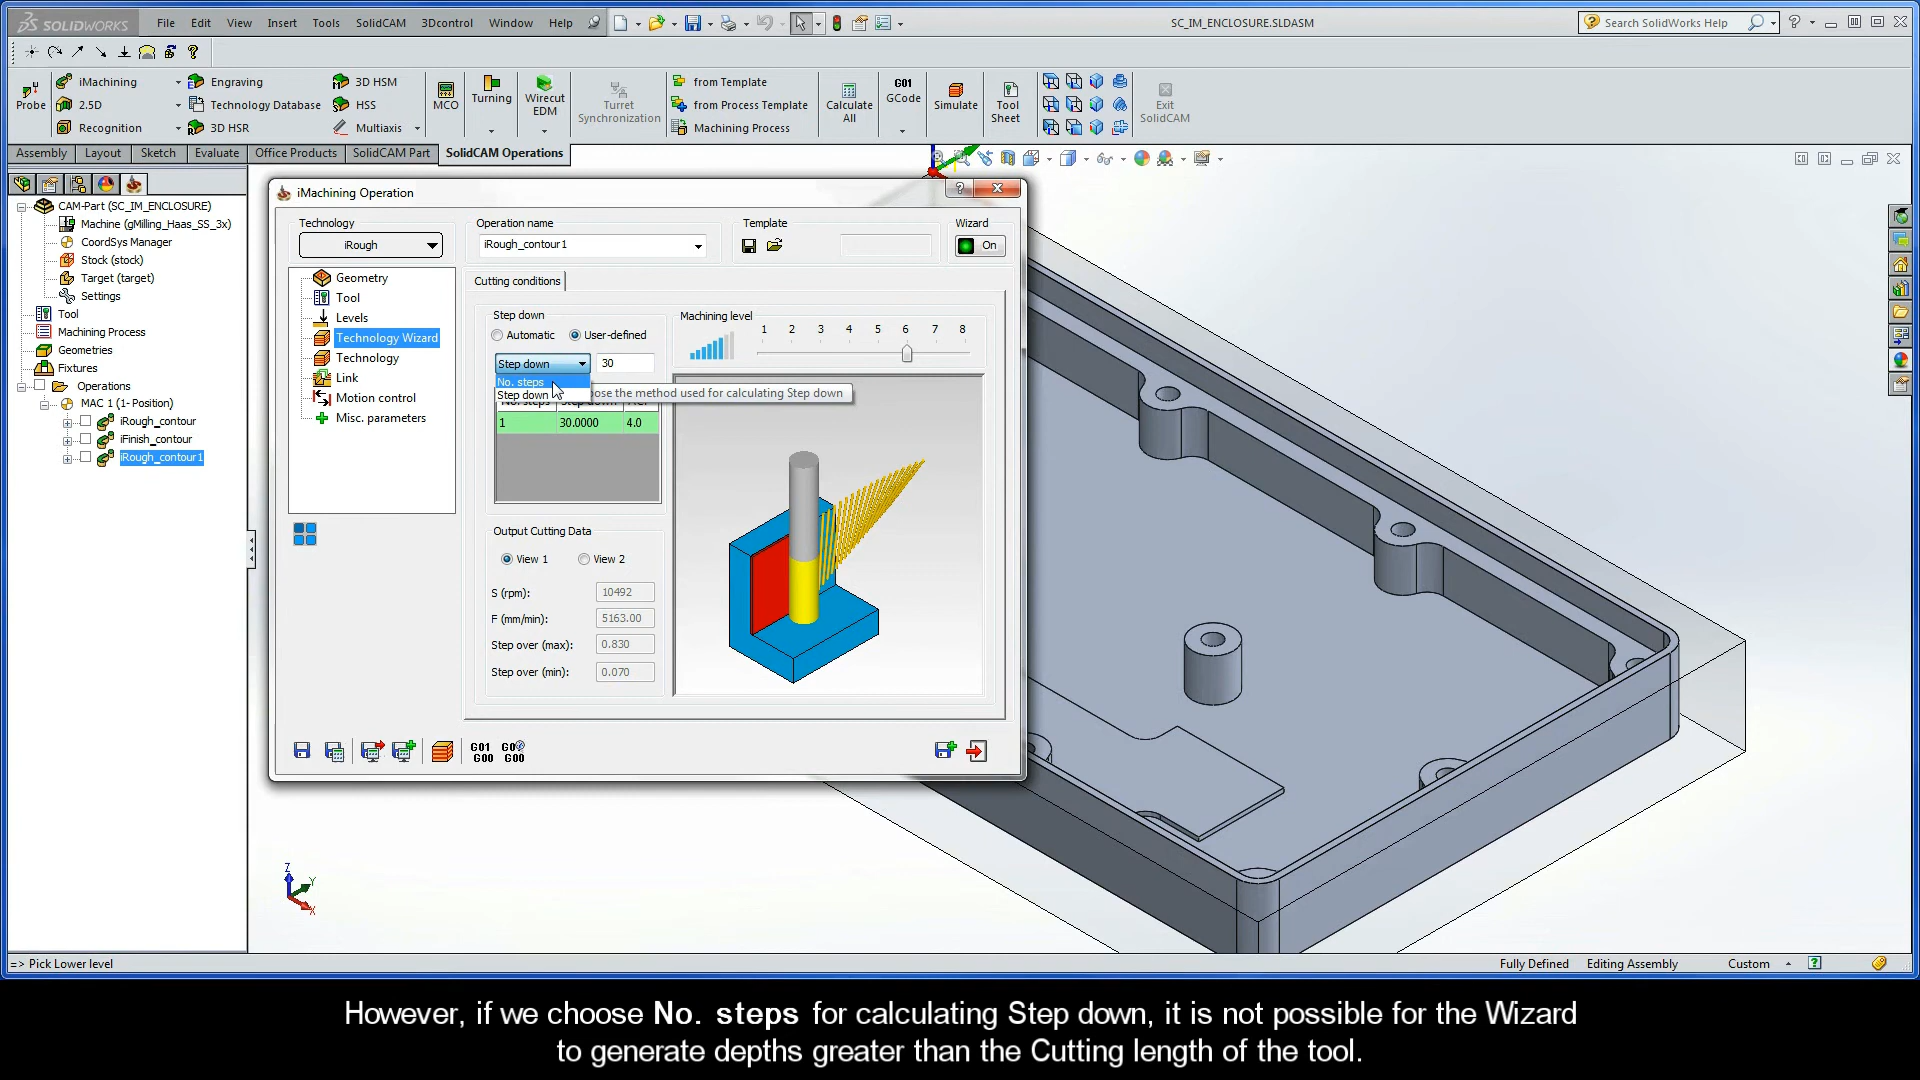 SOLIDWORKS
File Edit View Insert Tools SolidCAM 3Dcontrol Window Help
SC_IM_ENCLOSURE.SLDASM
Search SolidWorks Help
Probe
iMachining
2.5D
Recognition
Engraving
Technology Database
3D HSR
3D HSM
HSS
Multiaxis
MCO
Turning
Wirecut
EDM
Turret
Synchronization
from Template
from Process Template
Machining Process
Calculate
All
G01
GCode
Simulate
Tool
Sheet
Exit
SolidCAM
Assembly Layout Sketch Evaluate Office Products SolidCAM Part SolidCAM Operations
CAM-Part (SC_IM_ENCLOSURE)
Machine (gMilling_Haas_SS_3x)
CoordSys Manager
Stock (stock)
Target (target)
Settings
Tool
Machining Process
Geometries
Fixtures
Operations
MAC 1 (1- Position)
iRough_contour
iFinish_contour
iRough_contour1
iMachining Operation
Technology
iRough
Operation name
iRough_contour1
Template
Wizard
On
Geometry
Tool
Levels
Technology Wizard
Technology
Link
Motion control
Misc. parameters
Cutting conditions
Step down
Automatic User-defined
Step down 30
No. steps
Step down
ose the method used for calculating Step down
1 30.0000 4.0
Machining level
1 2 3 4 5 6 7 8
Output Cutting Data
View 1 View 2
S (rpm): 10492
F (mm/min): 5163.00
Step over (max): 0.830
Step over (min): 0.070
G01
G00
G00
Z
Y
X
=> Pick Lower level
Fully Defined Editing Assembly Custom
However, if we choose No. steps for calculating Step down, it is not possible for the Wizard
to generate depths greater than the Cutting length of the tool.